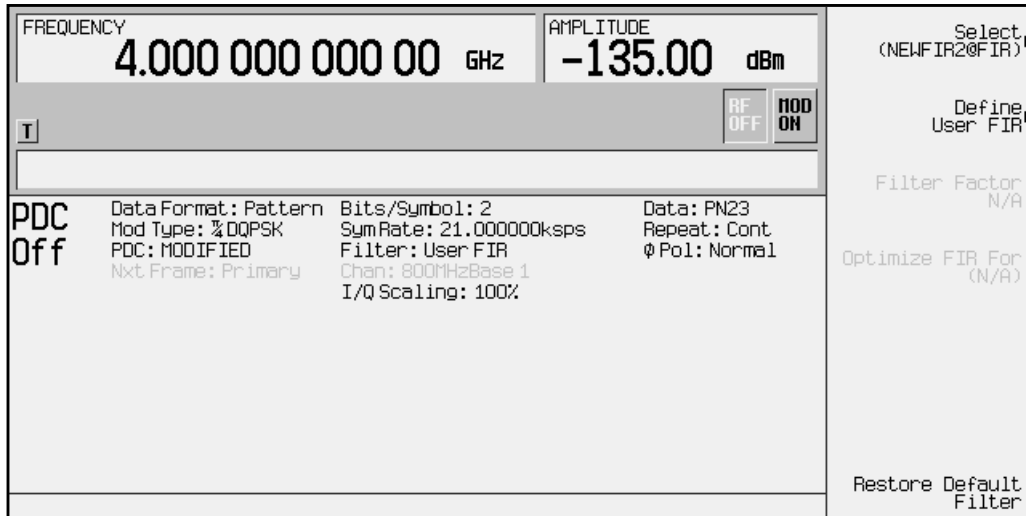 FREQUENCY
4.000 000 000 00 GHz
AMPLITUDE
-135.00 dBm
RF OFF
MOD ON
T
PDC
Off
Data Format: Pattern
Mod Type: π/4 DQPSK
PDC: MODIFIED
Nxt Frame: Primary
Bits/Symbol: 2
Sym Rate: 21.000000ksps
Filter: User FIR
Chan: 800MHzBase 1
I/Q Scaling: 100%
Data: PN23
Repeat: Cont
Φ Pol: Normal
Select
(NEWFIR2@FIR)
Define
User FIR
Filter Factor
N/A
Optimize FIR For
(N/A)
Restore Default
Filter